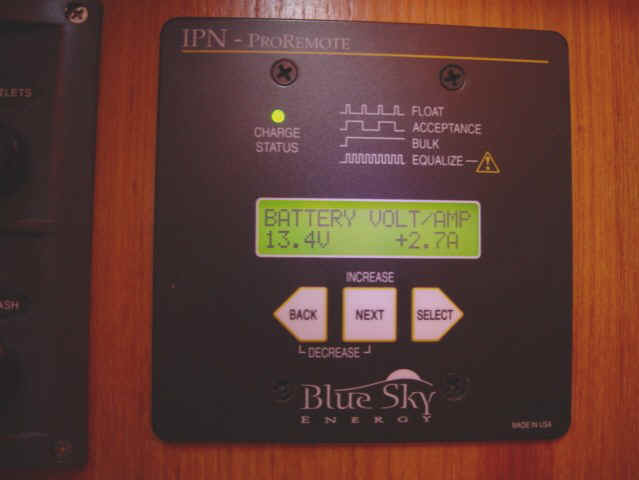 IPN - PROREMOTE
TLETS
CHARGE
STATUS
FLOAT
ACCEPTANCE
BULK
EQUALIZE
BATTERY VOLT/AMP
13.4V +2.7A
INCREASE
BACK NEXT SELECT
DECREASE
ASH
Blue Sky
ENERGY
MADE IN USA